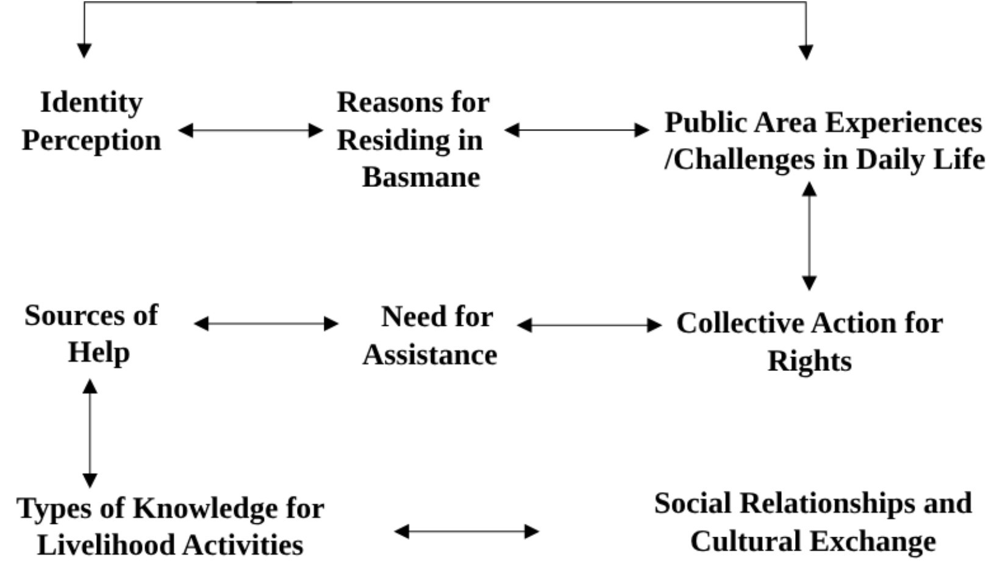 Identity
Perception
Reasons for
Residing in
Basmane
Public Area Experiences
/Challenges in Daily Life
Sources of
Help
Need for
Assistance
Collective Action for
Rights
Types of Knowledge for
Livelihood Activities
Social Relationships and
Cultural Exchange